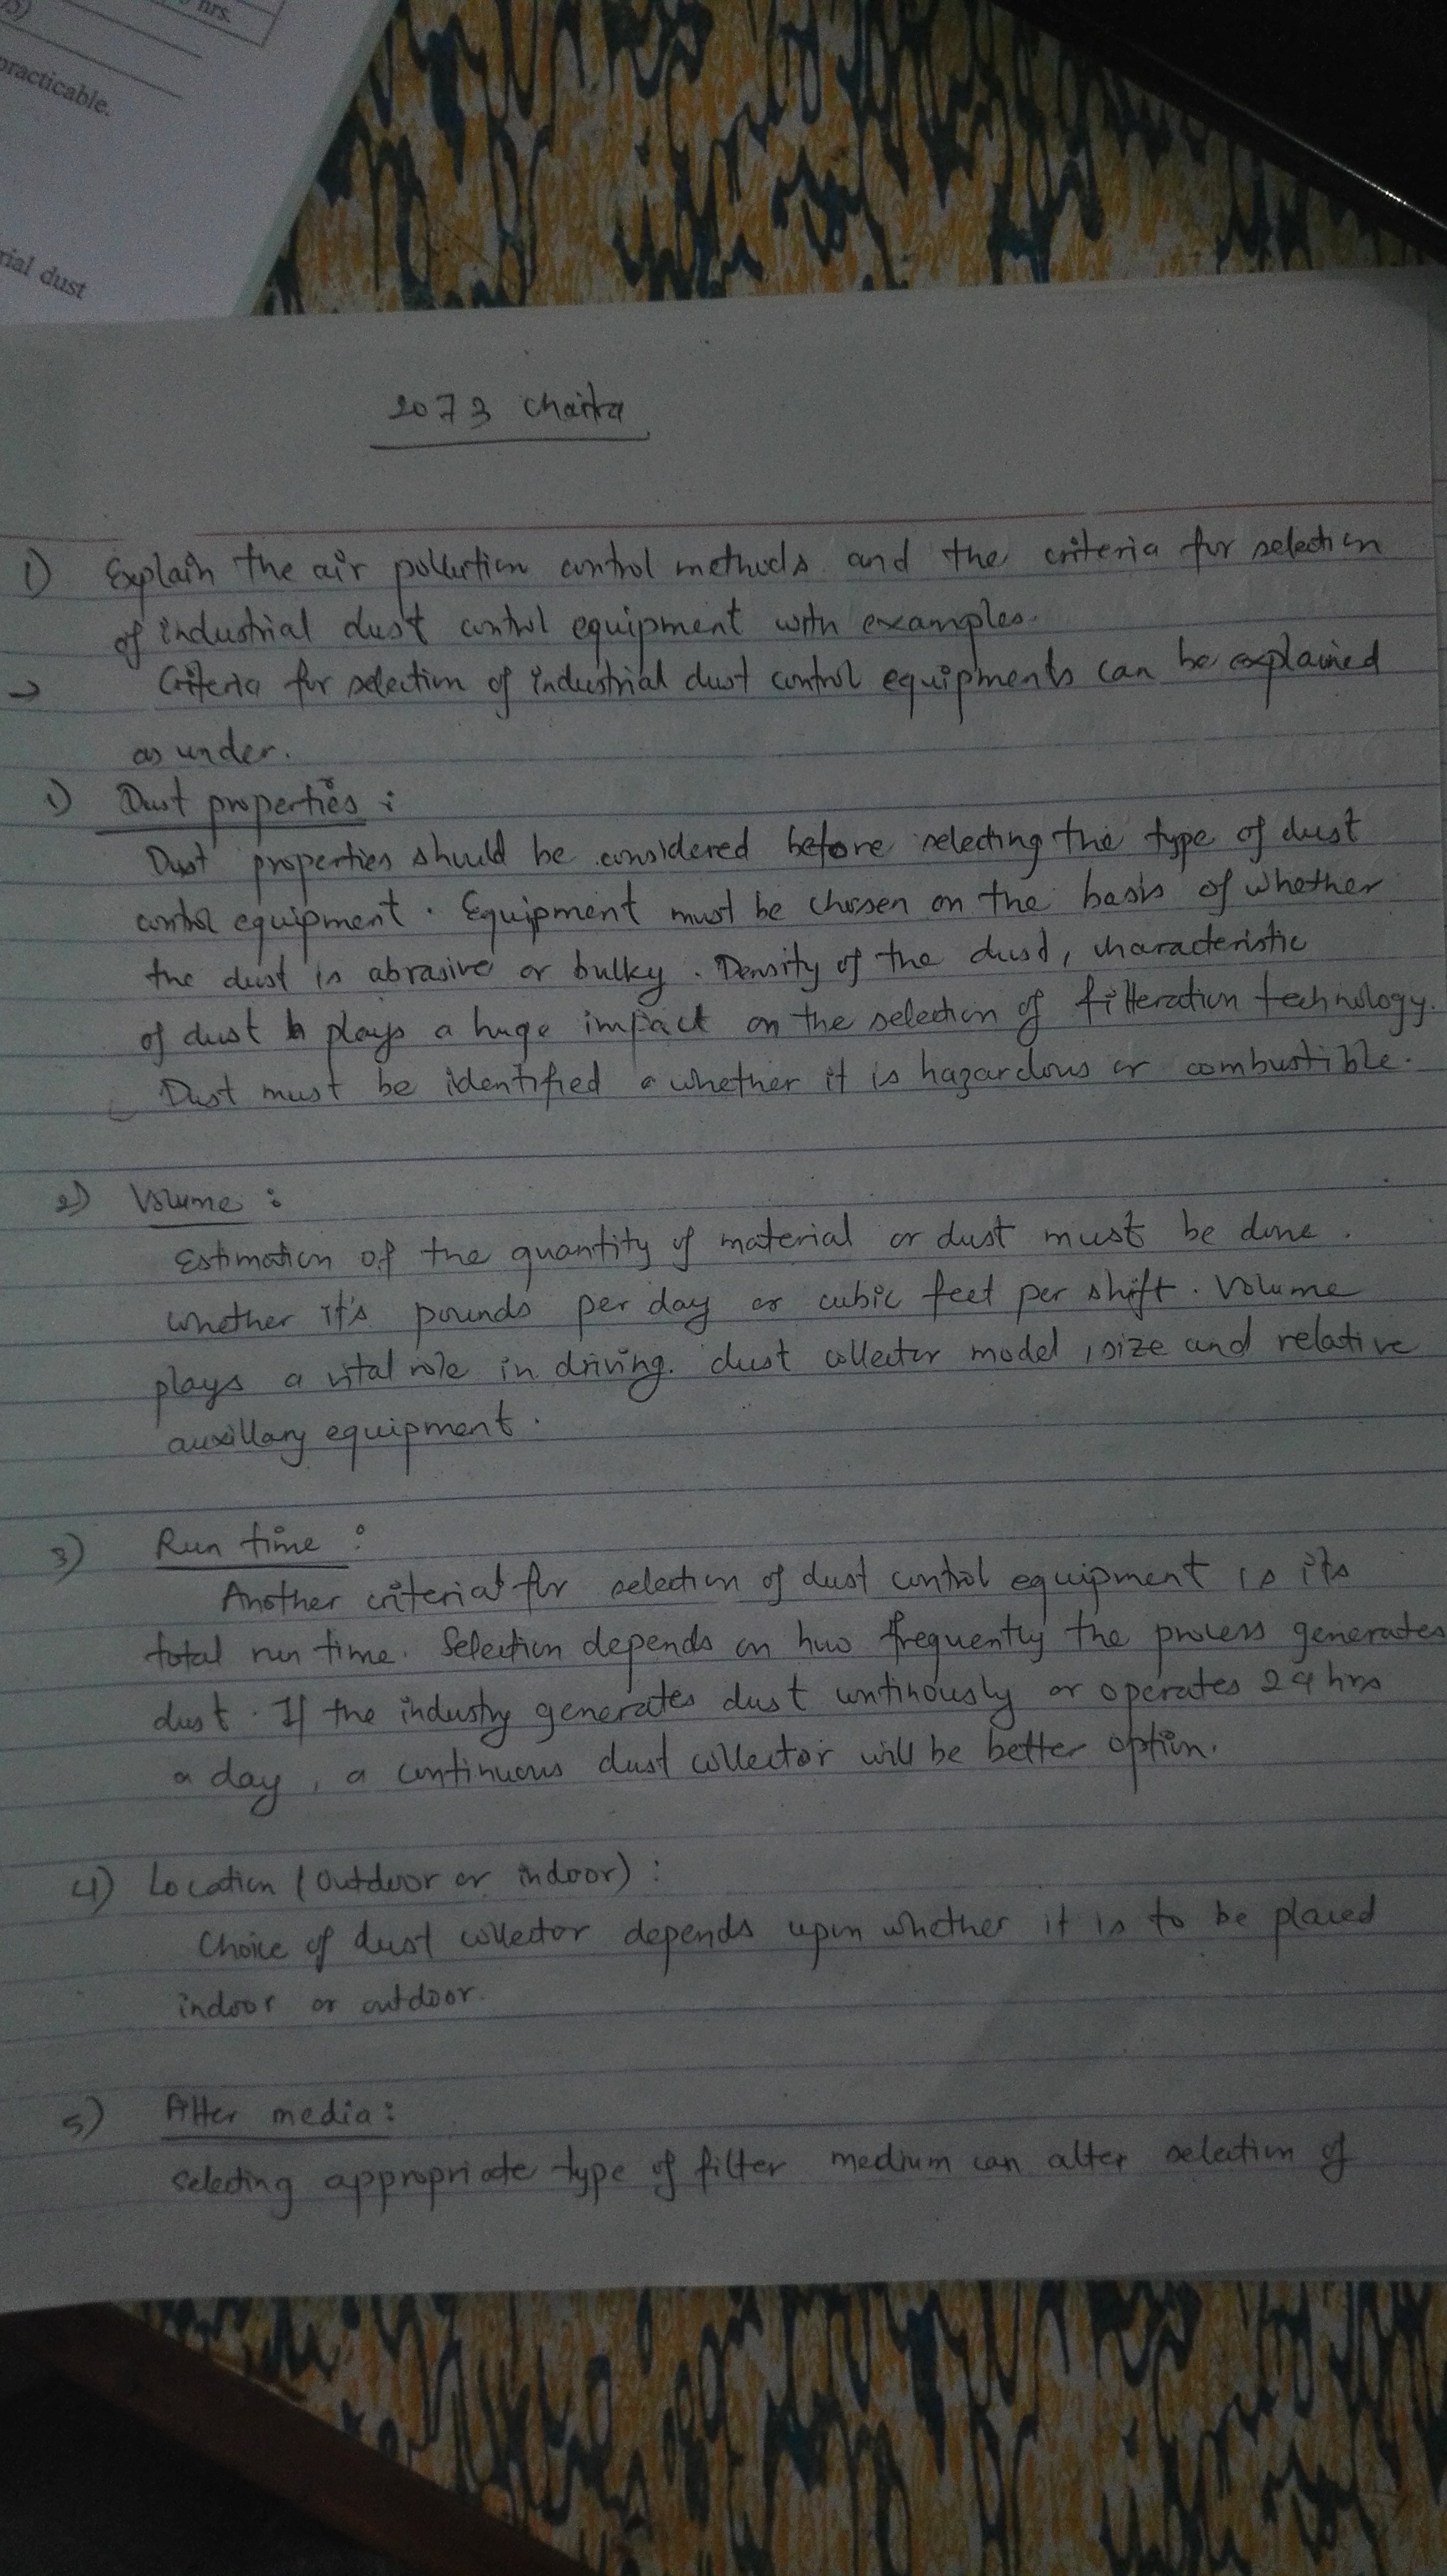 hrs.
practicable.
rial dust
2073 Chaitra
1) Explain the air pollution control methods and the criteria for selection
of industrial dust control equipment with examples.
→ Criteria for selection of industrial dust control equipments can be explained
as under.
1) Dust properties :
Dust properties should be considered before selecting the type of dust
control equipment. Equipment must be chosen on the basis of whether
the dust is abrasive or bulky. Density of the dust, characteristic
of dust plays a huge impact on the selection of filteration technology.
Dust must be identified whether it is hazardous or combustible.
2) Volume :
Estimation of the quantity of material or dust must be done.
whether it's pounds per day or cubic feet per shift. Volume
plays a vital role in driving. dust collector model, size and relative
auxillary equipment.
3) Run time :
Another criteria for selection of dust control equipment is its
total run time. Selection depends on how frequently the process generates
dust. If the industry generates dust continously or operates 24 hrs
a day, a continuous dust collector will be better option.
4) Location (Outdoor or indoor) :
Choice of dust collector depends upon whether it is to be placed
indoor or outdoor.
5) Filter media :
Selecting appropriate type of filter medium can alter selection of